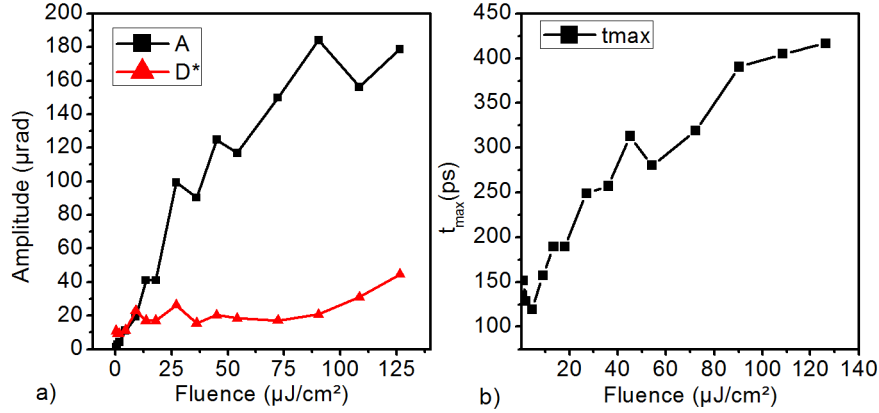 200
180
160
140
120
100
80
60
40
20
0
Amplitude (µrad)
A
D*
0 25 50 75 100 125
Fluence (µJ/cm²)
a)
450
400
350
300
250
200
150
100
tmax(ps)
tmax
20 40 60 80 100 120 140
Fluence (µJ/cm²)
b)